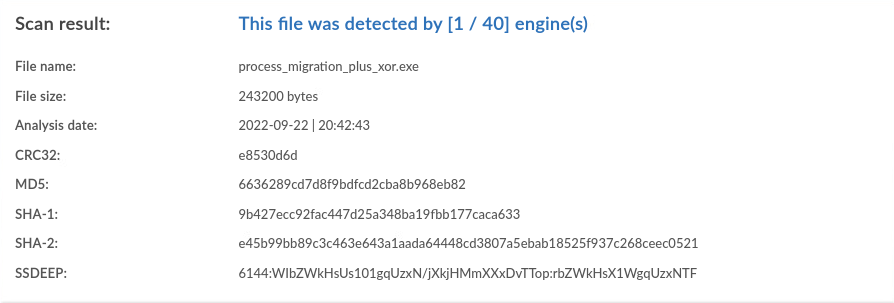 Scan result: This file was detected by [1 / 40] engine(s)
File name: process_migration_plus_xor.exe
File size: 243200 bytes
Analysis date: 2022-09-22 | 20:42:43
CRC32: e8530d6d
MD5: 6636289cd7d8f9bdfcd2cba8b968eb82
SHA-1: 9b427ecc92fac447d25a348ba19fbb177caca633
SHA-2: e45b99bb89c3c463e643a1aada64448cd3807a5ebab18525f937c268ceec0521
SSDEEP: 6144:WlbZWkHsUs101gqUzxN/jXkjHMmXXxDvTTop:rbZWkHsX1WgqUzxNTF